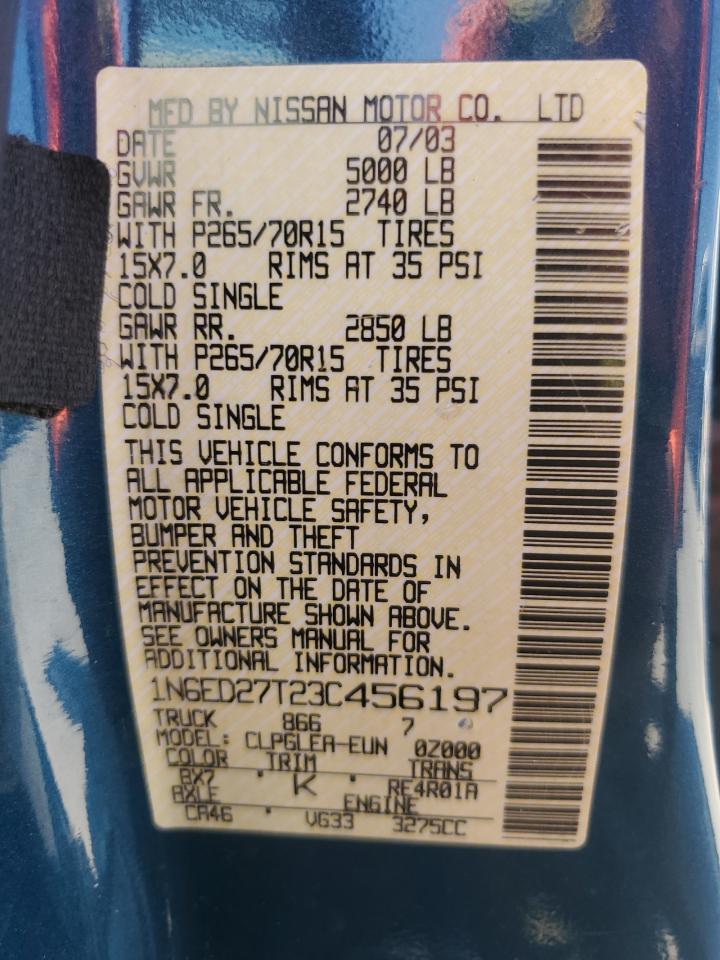 MFD BY NISSAN MOTOR CO. LTD
DATE 07/03
GVWR 5000 LB
GAWR FR. 2740 LB
WITH P265/70R15 TIRES
15X7.0 RIMS AT 35 PSI
COLD SINGLE
GAWR RR. 2850 LB
WITH P265/70R15 TIRES
15X7.0 RIMS AT 35 PSI
COLD SINGLE
THIS VEHICLE CONFORMS TO
ALL APPLICABLE FEDERAL
MOTOR VEHICLE SAFETY,
BUMPER AND THEFT
PREVENTION STANDARDS IN
EFFECT ON THE DATE OF
MANUFACTURE SHOWN ABOVE.
SEE OWNERS MANUAL FOR
ADDITIONAL INFORMATION.
1N6ED27T23C456197
TRUCK 866 7
MODEL: CLPGLEA-EUN 0Z000
COLOR TRIM TRANS
BX7 K RE4R01A
AXLE ENGINE
CA46 VG33 3275CC